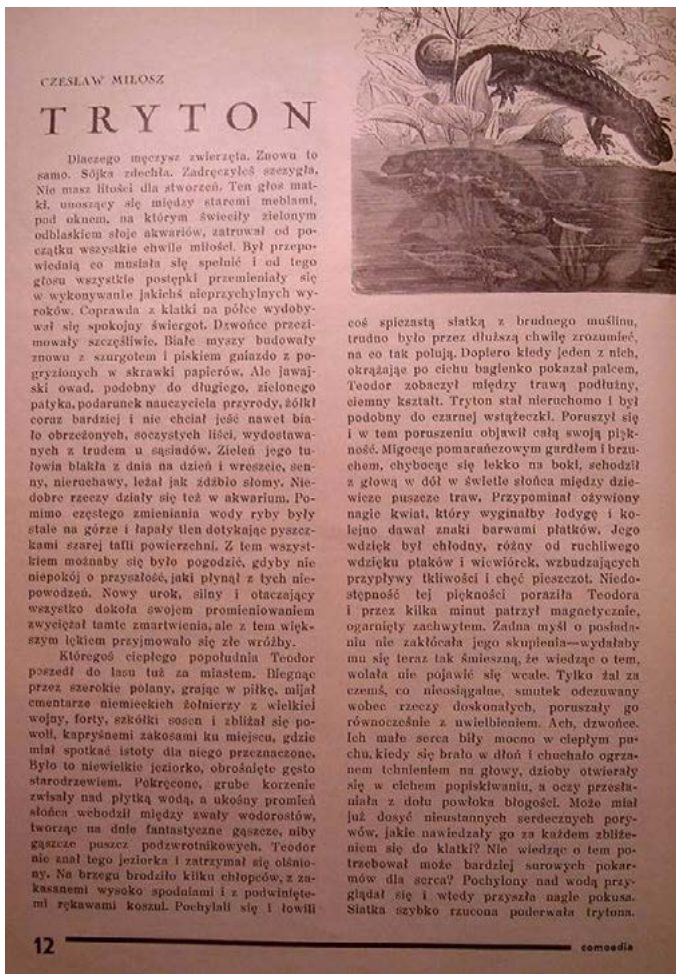 CZESŁAW MIŁOSZ
TRYTON
Dlaczego męczysz zwierzęta. Znowu to
samo. Sójka zdechła. Zadręczyłeś szczygła.
Nie masz litości dla stworzeń. Ten głos mat-
ki, unoszący się między staremi meblami,
pod oknem, na którym świeciły zielonym
odblaskiem słoje akwariów, zatruwał od po-
czątku wszystkie chwile miłości. Był przepo-
wiednią co musiała się spełnić i od tego
głosu wszystkie postępki przemieniały się
w wykonywanie jakichś nieprzychylnych wy-
roków. Coprawda z klatki na półce wydoby-
wał się spokojny świergot. Dzwońce przezi-
mowały szczęśliwie. Białe myszy budowały
znowu z szurgotem i piskiem gniazdo z po-
gryzionych w skrawki papierów. Ale jawaj-
ski owad, podobny do długiego, zielonego
patyka, podarunek nauczyciela przyrody, żółkł
coraz bardziej i nie chciał jeść nawet bia-
ło obrzeżonych, soczystych liści, wydostawa-
nych z trudem u sąsiadów. Zieleń jego tu-
łowia blakła z dnia na dzień i wreszcie, sen-
ny, nieruchawy, leżał jak źdźbło słomy. Nie-
dobre rzeczy działy się też w akwarium. Po-
mimo częstego zmieniania wody ryby były
stale na górze i łapały tlen dotykając pyszcz-
kami szarej tafli powierzchni. Z tem wszyst-
kiem możnaby się było pogodzić, gdyby nie
niepokój o przyszłość, jaki płynął z tych nie-
powodzeń. Nowy urok, silny i otaczający
wszystko dokoła swojem promieniowaniem
zwyciężał tamte zmartwienia, ale z tem więk-
szym lękiem przyjmowało się złe wróżby.
Któregoś ciepłego popołudnia Teodor
poszedł do lasu tuż za miastem. Biegnąc
przez szerokie polany, grając w piłkę, mijał
cmentarze niemieckich żołnierzy z wielkiej
wojny, forty, szkółki sosen i zbliżał się po-
woli, kapryśnemi zakosami ku miejscu, gdzie
miał spotkać istoty dla niego przeznaczone.
Było to niewielkie jeziorko, obrośnięte gęsto
starodrzewiem. Pokręcone, grube korzenie
zwisały nad płytką wodą, a ukośny promień
słońca wchodził między zwały wodorostów,
tworząc na dnie fantastyczne gąszcze, niby
gąszcze puszcz podzwrotnikowych. Teodor
nie znał tego jeziorka i zatrzymał się olśnio-
ny. Na brzegu brodziło kilku chłopców, z za-
kasanemi wysoko spodniami i z podwinięte-
mi rękawami koszul. Pochylali się i łowili
coś spiczastą siatką z brudnego muślinu,
trudno było przez dłuższą chwilę zrozumieć,
na co tak polują. Dopiero kiedy jeden z nich,
okrążając po cichu bagienko pokazał palcem,
Teodor zobaczył między trawą podłużny,
ciemny kształt. Tryton stał nieruchomo i był
podobny do czarnej wstążeczki. Poruszył się
i w tem poruszeniu objawił całą swoją pięk-
ność. Migocąc pomarańczowym gardłem i brzu-
chem, chybocąc się lekko na boki, schodził
z głową w dół w świetle słońca między dzie-
wicze puszcze traw. Przypominał ożywiony
nagle kwiat, który wyginałby łodygę i ko-
lejno dawał znaki barwami płatków. Jego
wdzięk był chłodny, różny od ruchliwego
wdzięku ptaków i wiewiórek, wzbudzających
przypływy tkliwości i chęć pieszczot. Niedo-
stępność tej piękności poraziła Teodora
i przez kilka minut patrzył magnetycznie,
ogarnięty zachwytem. Żadna myśl o posiada-
niu nie zakłócała jego skupienia—wydałaby
mu się teraz tak śmieszną, że wiedząc o tem,
wolała nie pojawić się wcale. Tylko żal za
czemś, co nieosiągalne, smutek odczuwany
wobec rzeczy doskonałych, poruszały go
równocześnie z uwielbieniem. Ach, dzwońce.
Ich małe serca biły mocno w ciepłym pu-
chu, kiedy się brało w dłoń i chuchało ogrza-
nem tchnieniem na głowy, dzioby otwierały
się w cichem popiskiwaniu, a oczy przesła-
niała z dołu powłoka błogości. Może miał
już dosyć nieustannych serdecznych pory-
wów, jakie nawiedzały go za każdem zbliże-
niem się do klatki? Nie wiedząc o tem po-
trzebował może bardziej surowych pokar-
mów dla serca? Pochylony nad wodą przy-
glądał się i wtedy przyszła nagle pokusa.
Siatka szybko rzucona poderwała trytona.
12
comoedia